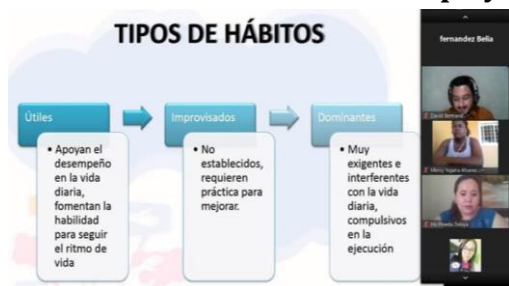 TIPOS DE HÁBITOS
fernandez Belia
Útiles
• Apoyan el
desempeño
en la vida
diaria,
fomentan la
habilidad
para seguir
el ritmo de
vida
Improvisados
• No
establecidos,
requieren
práctica para
mejorar.
Dominantes
• Muy
exigentes e
interferentes
con la vida
diaria,
compulsivos
en la
ejecución
David